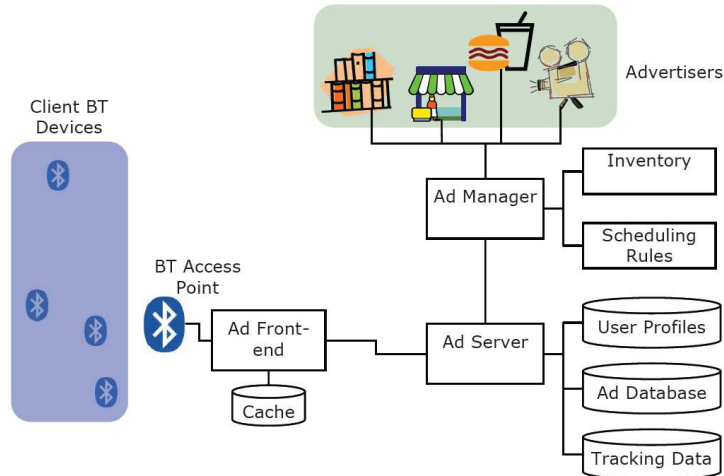 Advertisers
Client BT
Devices
Inventory
Ad Manager
Scheduling
Rules
BT Access
Point
Ad Front-
end
Ad Server
User Profiles
Cache
Ad Database
Tracking Data